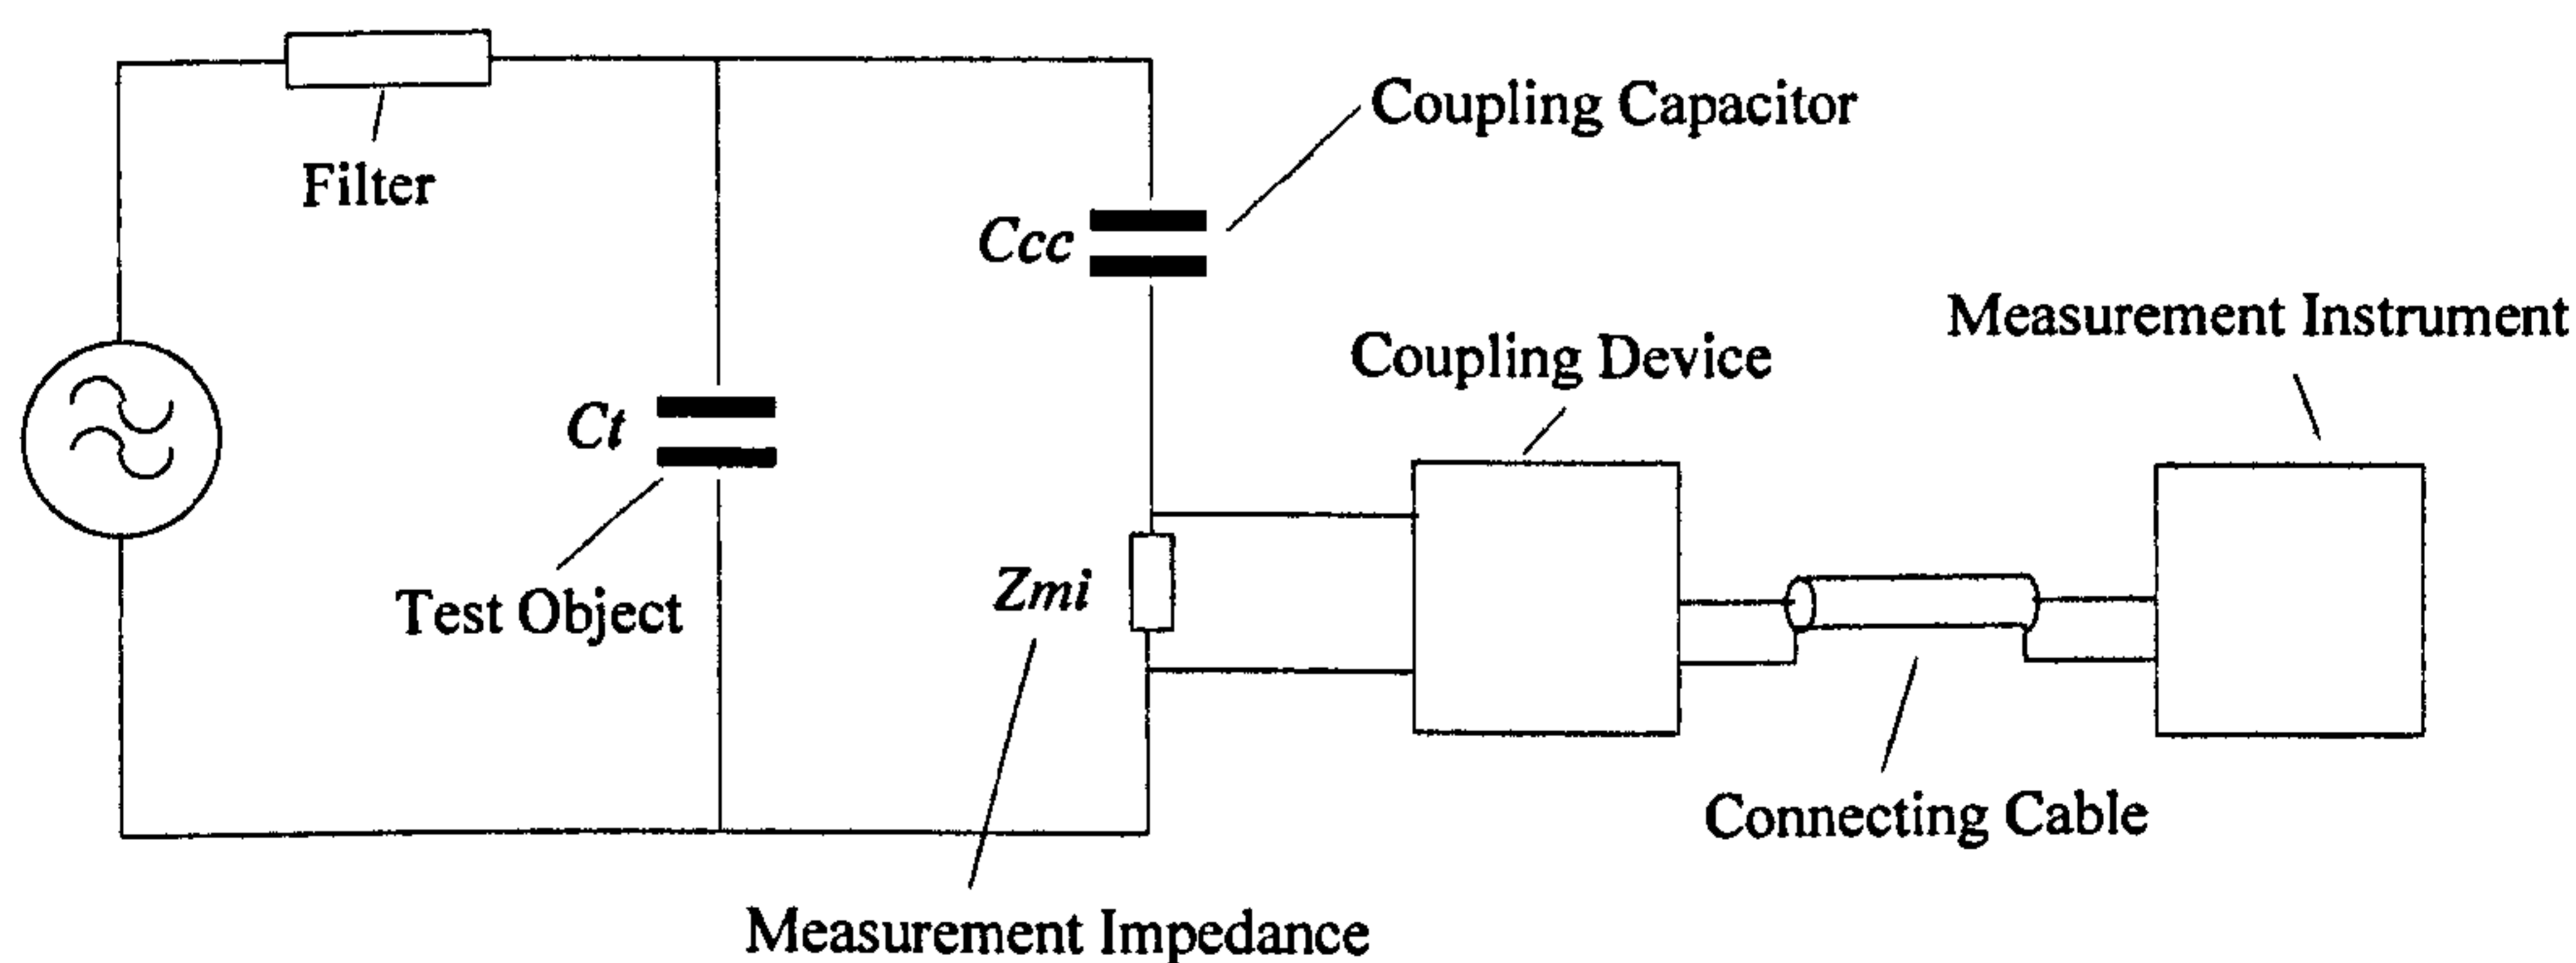 Coupling Capacitor
Filter
Ccc
Measurement Instrument
Coupling Device
Ct
Zmi
Test Object
Connecting Cable
Measurement Impedance